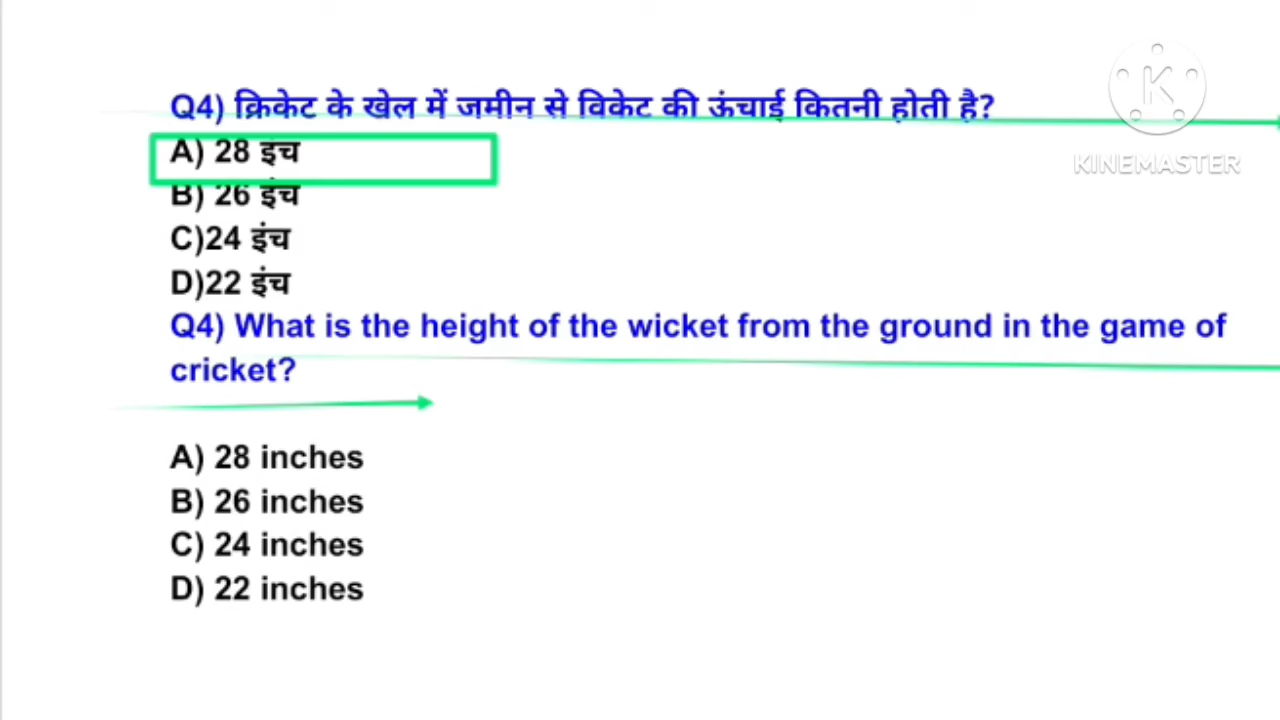 Q4) क्रिकेट के खेल में जमीन से विकेट की ऊंचाई कितनी होती है?
A) 28 इंच
B) 26 इंच
C)24 इंच
D)22 इंच
Q4) What is the height of the wicket from the ground in the game of
cricket?
A) 28 inches
B) 26 inches
C) 24 inches
D) 22 inches
K
KINEMASTER